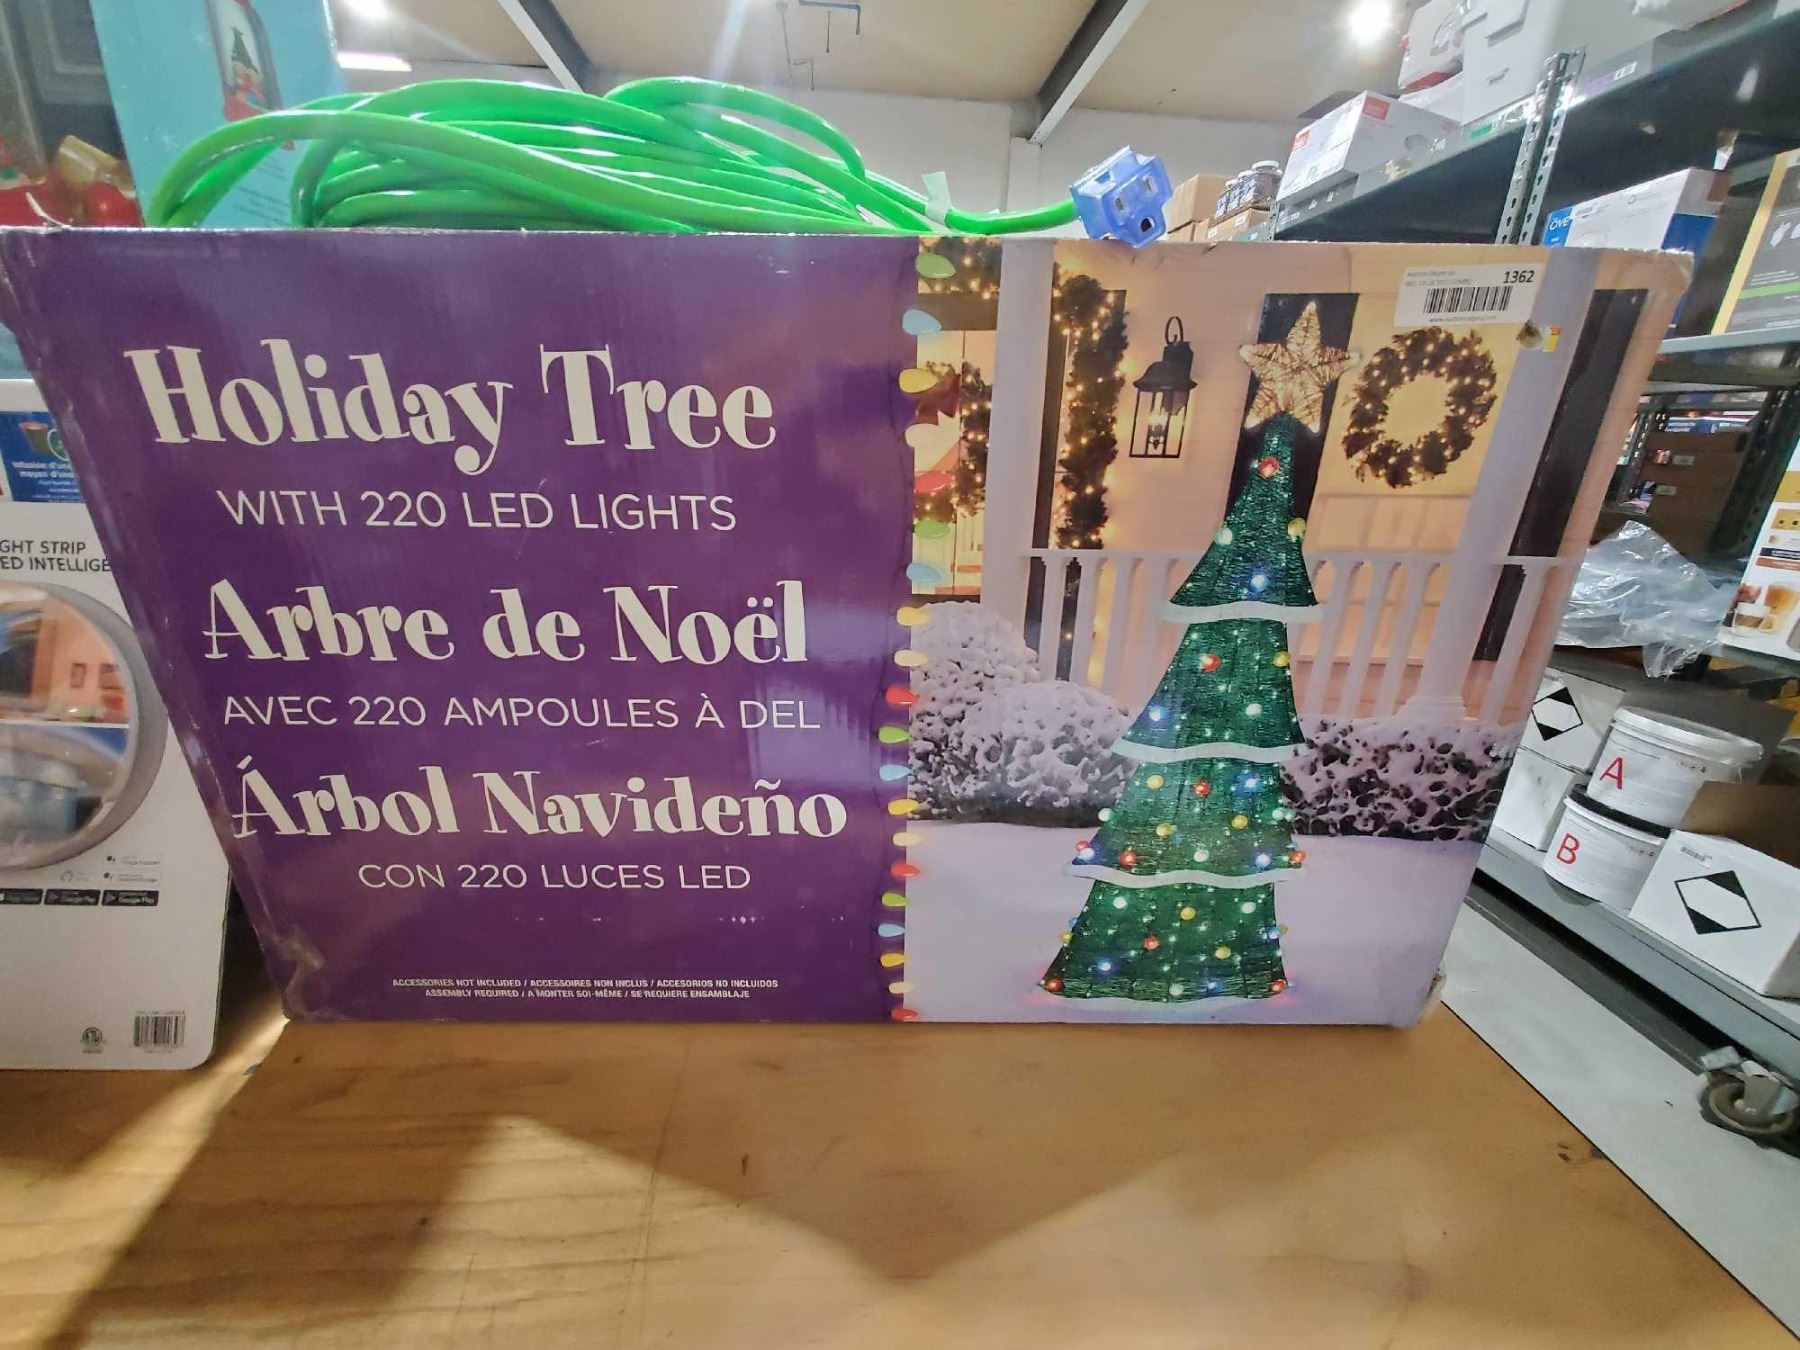 Holiday Tree
WITH 220 LED LIGHTS
Arbre de Noël
AVEC 220 AMPOULES À DEL
Árbol Navideño
CON 220 LUCES LED
ACCESSORIES NOT INCLUDED / ACCESSOIRES NON INCLUS / ACCESORIOS NO INCLUIDOS
ASSEMBLY REQUIRED / A MONTER SOI-MÊME / SE REQUIERE ENSAMBLAJE
1362
GHT STRIP
ED INTELLIGE
Google Play
A
B